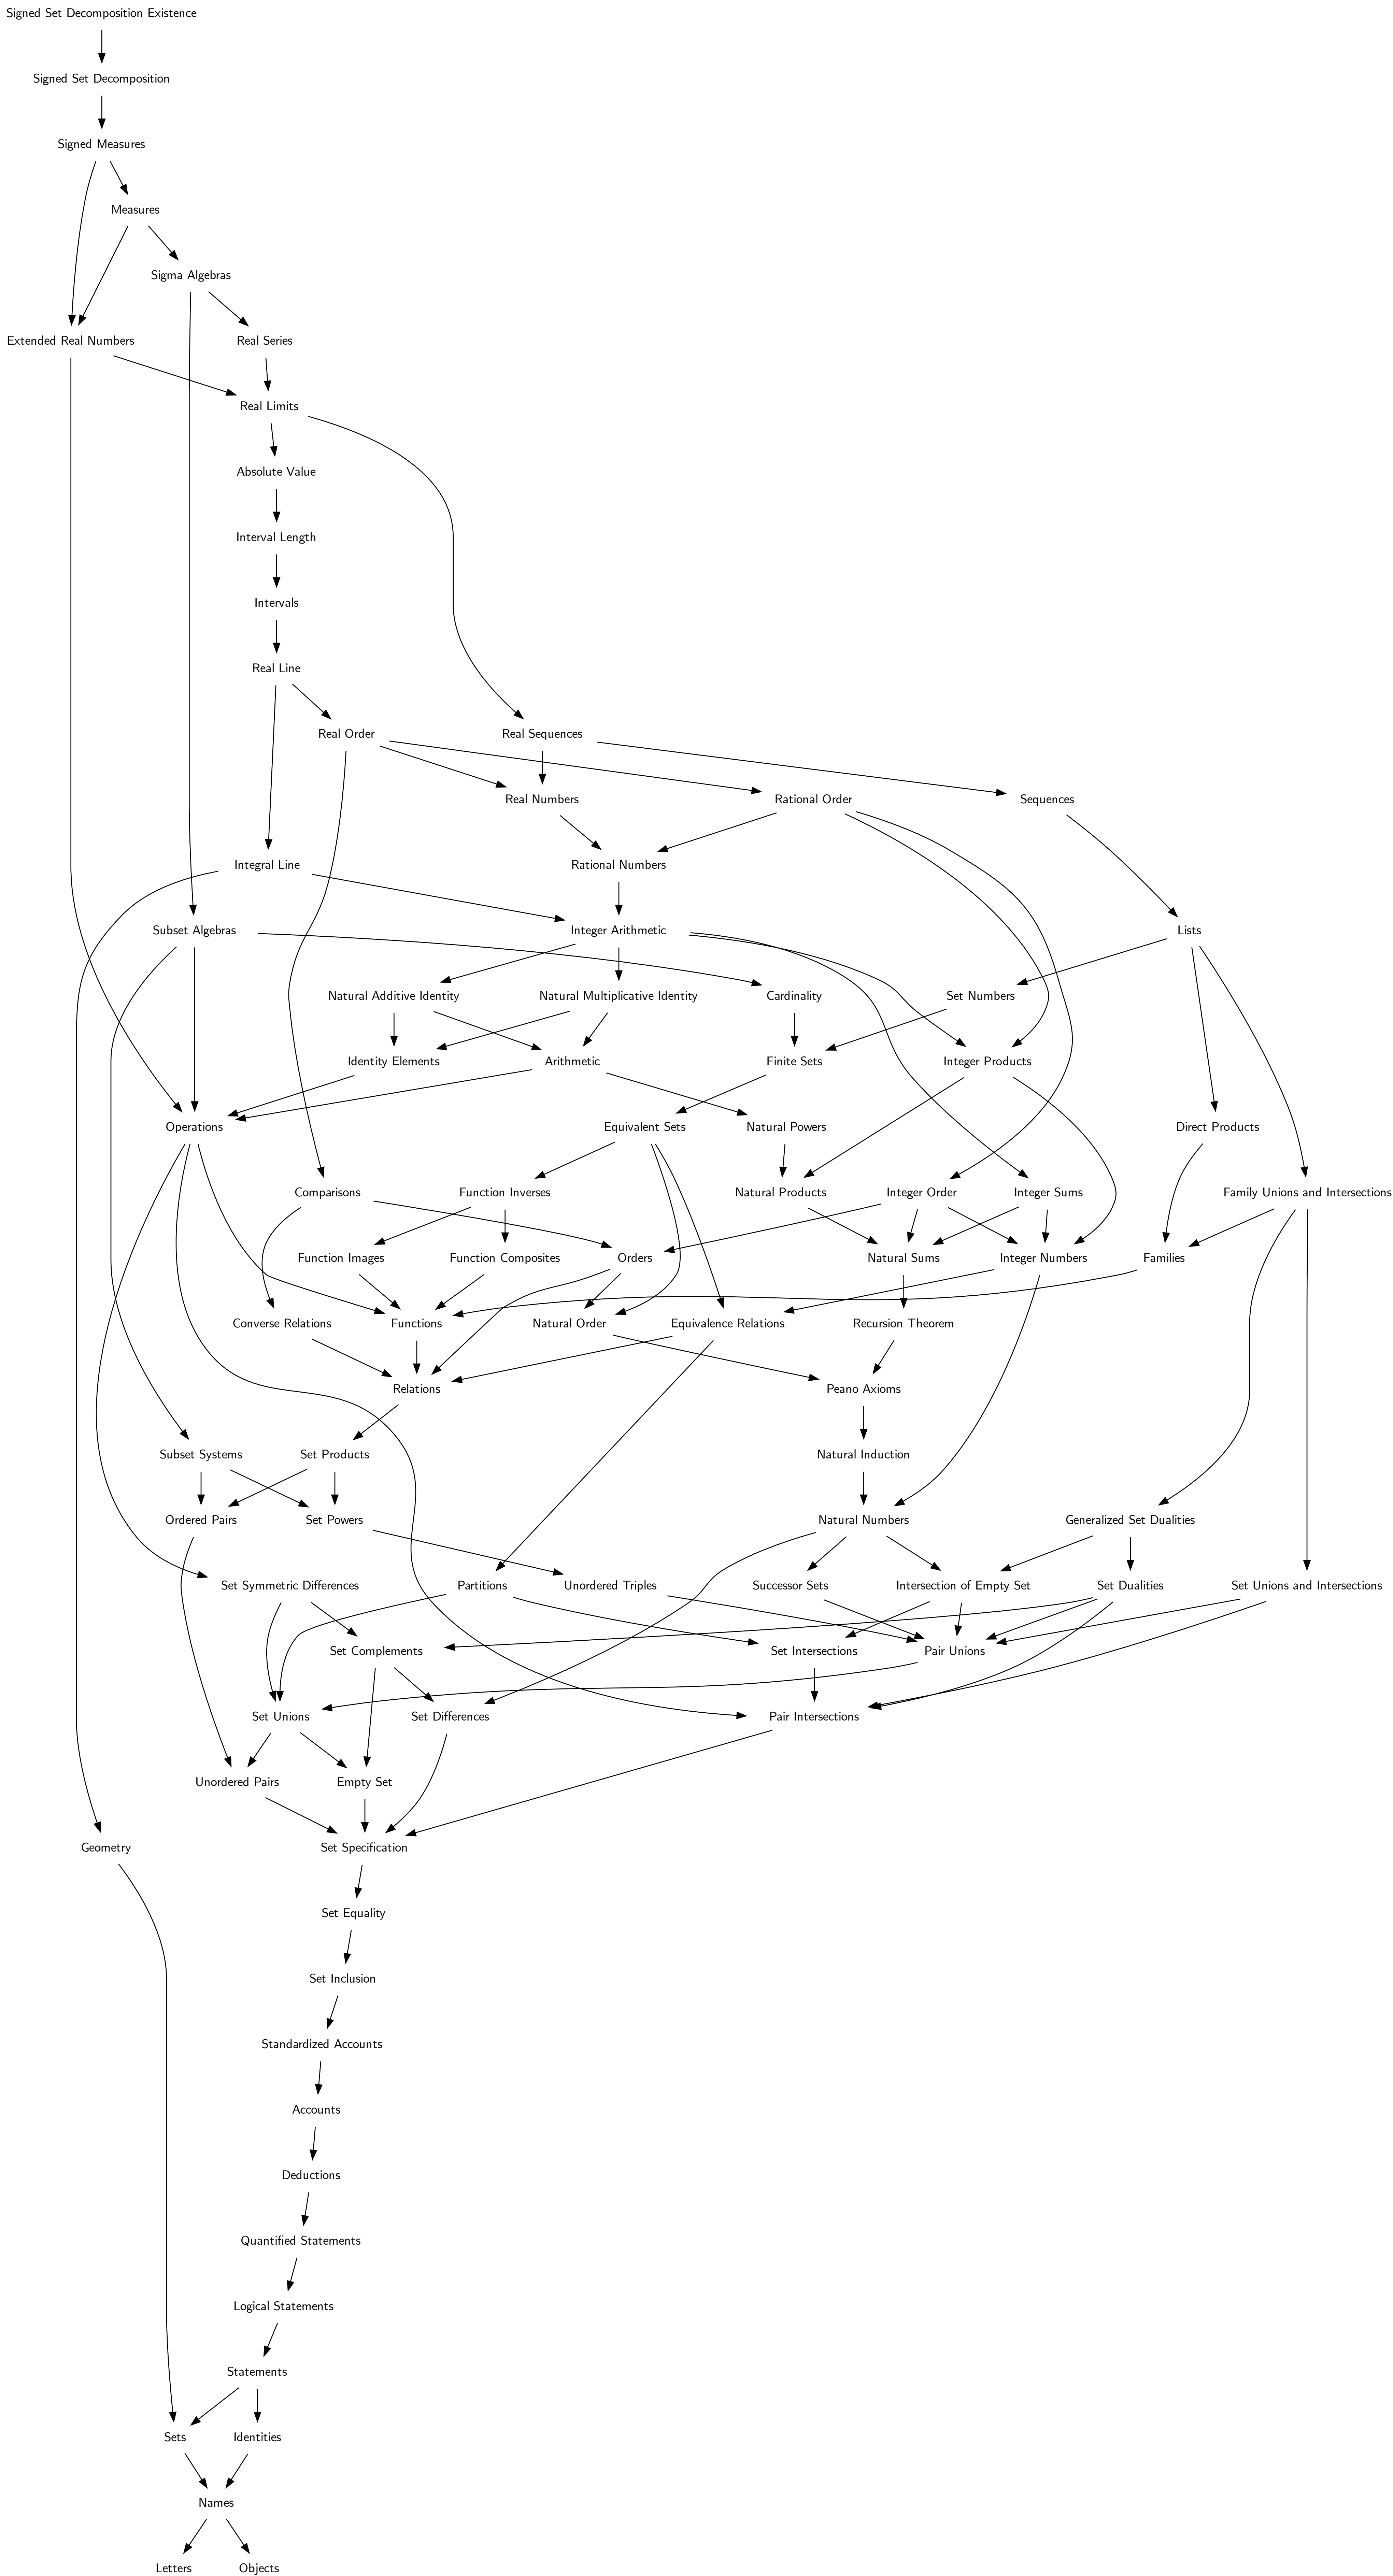 Signed Set Decomposition Existence
Signed Set Decomposition
Signed Measures
Measures
Sigma Algebras
Extended Real Numbers
Real Series
Real Limits
Absolute Value
Interval Length
Intervals
Real Line
Real Order
Real Sequences
Real Numbers
Rational Order
Sequences
Integral Line
Rational Numbers
Subset Algebras
Integer Arithmetic
Lists
Natural Additive Identity
Natural Multiplicative Identity
Cardinality
Set Numbers
Identity Elements
Arithmetic
Finite Sets
Integer Products
Operations
Equivalent Sets
Natural Powers
Direct Products
Comparisons
Function Inverses
Natural Products
Integer Order
Integer Sums
Family Unions and Intersections
Function Images
Function Composites
Orders
Natural Sums
Integer Numbers
Families
Converse Relations
Functions
Natural Order
Equivalence Relations
Recursion Theorem
Relations
Peano Axioms
Subset Systems
Set Products
Natural Induction
Ordered Pairs
Set Powers
Natural Numbers
Generalized Set Dualities
Set Symmetric Differences
Partitions
Unordered Triples
Successor Sets
Intersection of Empty Set
Set Dualities
Set Unions and Intersections
Set Complements
Set Intersections
Pair Unions
Set Unions
Set Differences
Pair Intersections
Unordered Pairs
Empty Set
Geometry
Set Specification
Set Equality
Set Inclusion
Standardized Accounts
Accounts
Deductions
Quantified Statements
Logical Statements
Statements
Sets
Identities
Names
Letters
Objects